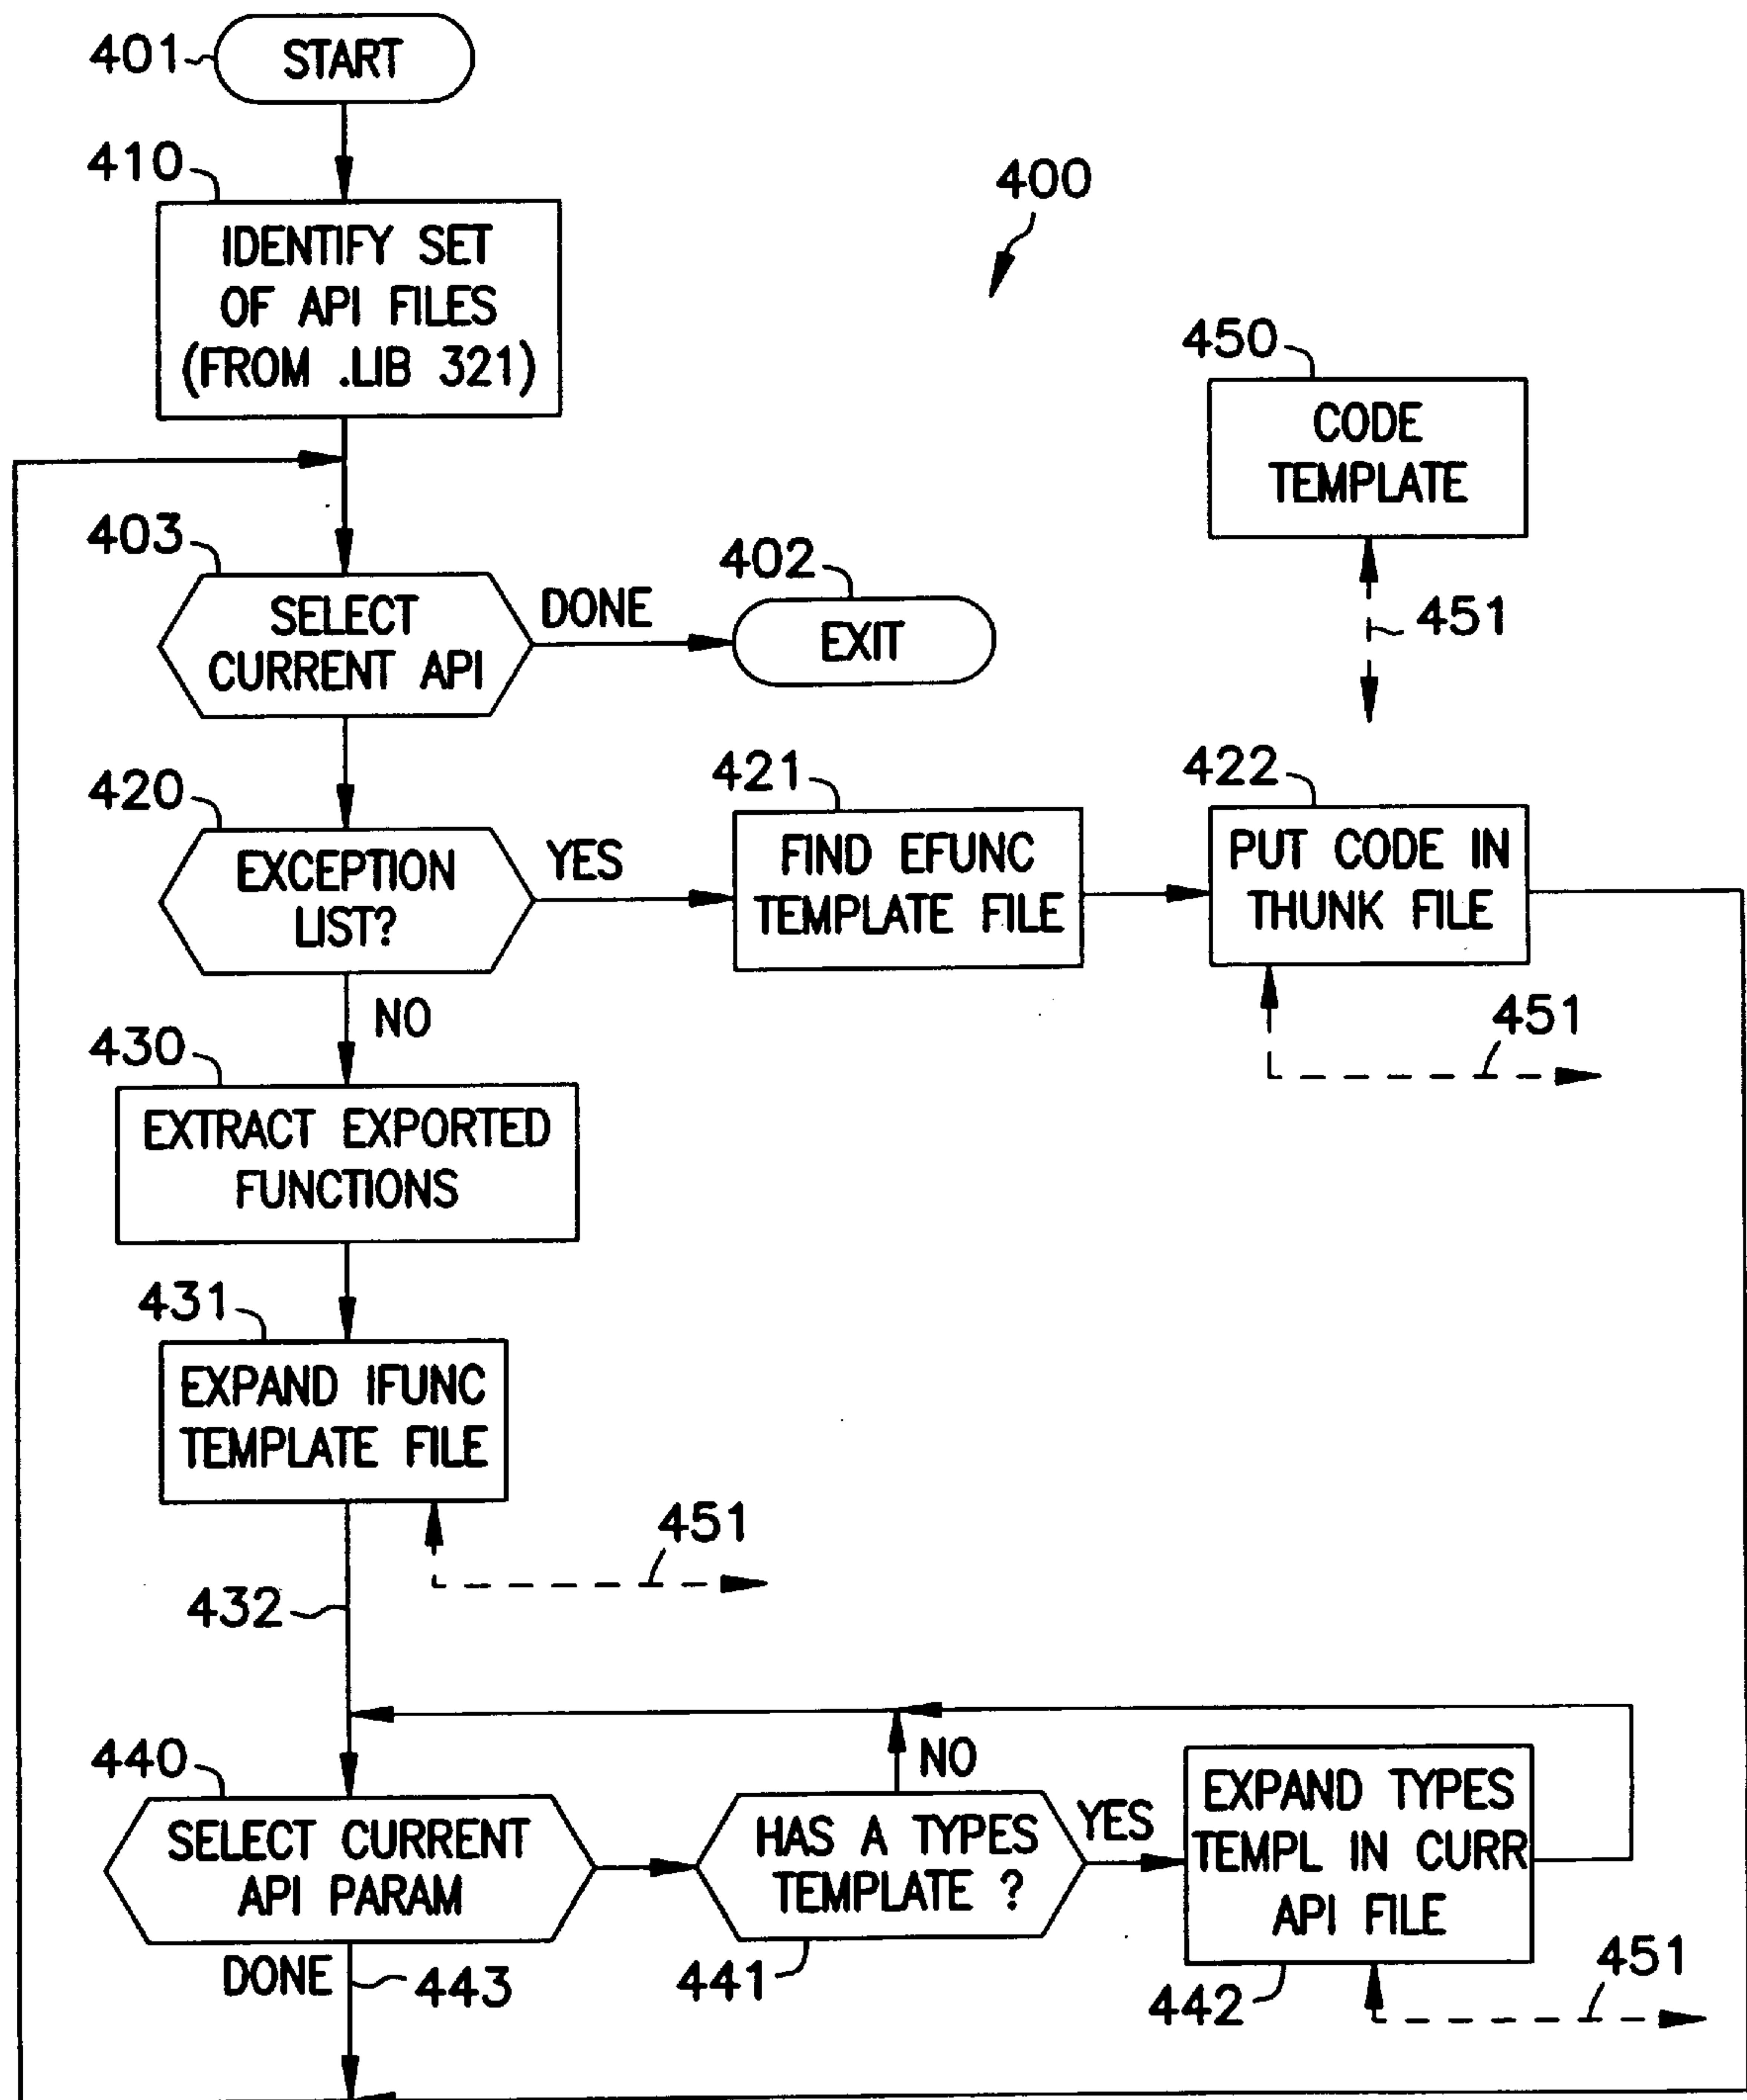 401
START
410
IDENTIFY SET
OF API FILES
(FROM .LIB 321)
400
450
CODE
TEMPLATE
451
403
SELECT
CURRENT API
DONE
402
EXIT
420
EXCEPTION
LIST?
YES
421
FIND EFUNC
TEMPLATE FILE
422
PUT CODE IN
THUNK FILE
451
NO
430
EXTRACT EXPORTED
FUNCTIONS
431
EXPAND IFUNC
TEMPLATE FILE
451
432
440
SELECT CURRENT
API PARAM
NO
HAS A TYPES
TEMPLATE ?
441
YES
EXPAND TYPES
TEMPL IN CURR
API FILE
442
451
DONE
443